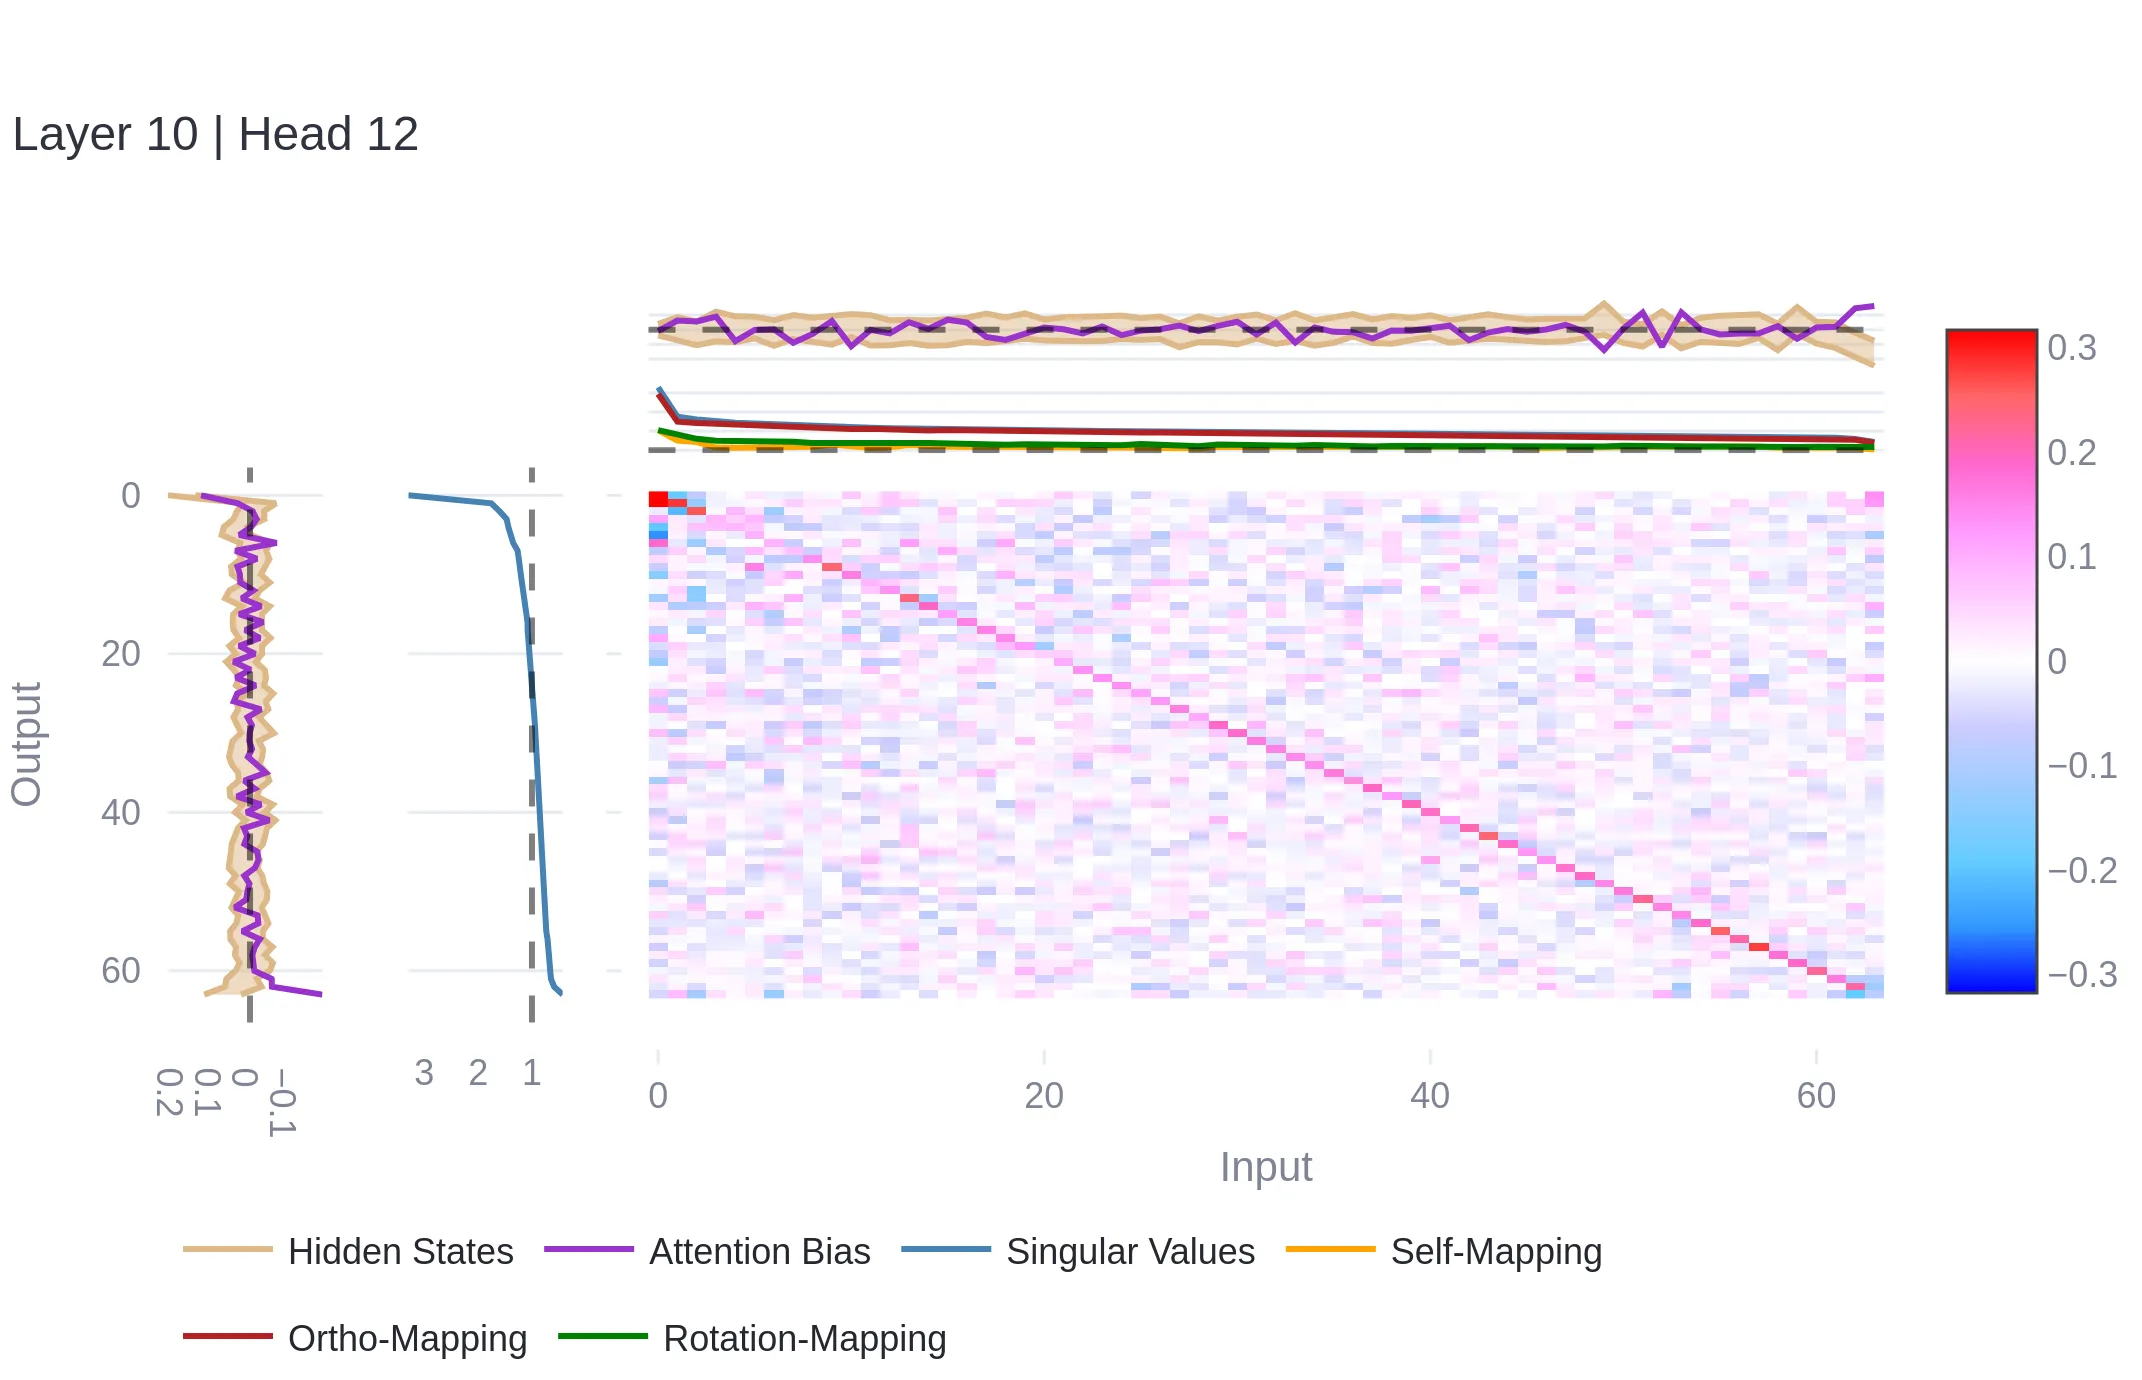 Layer 10 | Head 12
0.3
0.2
0.1
0
−0.1
−0.2
−0.3
0
20
40
60
Output
0.2
0.1
0
−0.1
3
2
1
0
20
40
60
Input
Hidden States
Attention Bias
Singular Values
Self-Mapping
Ortho-Mapping
Rotation-Mapping